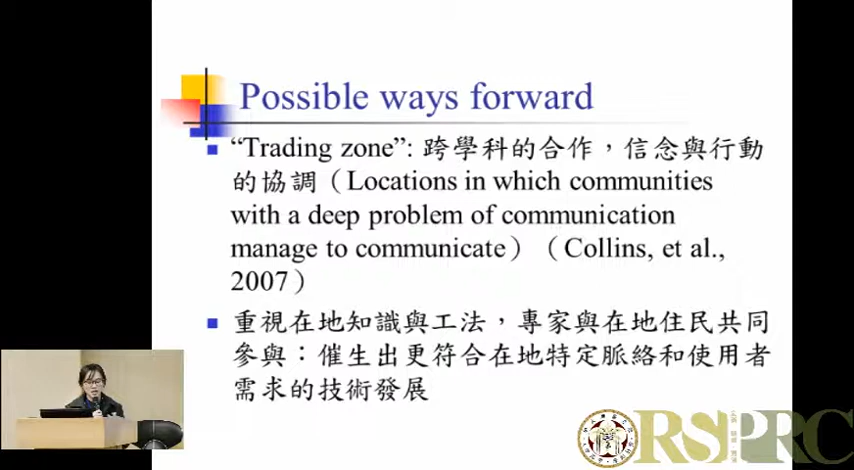 Possible ways forward
“Trading zone”: 跨學科的合作，信念與行動
的協調（Locations in which communities
with a deep problem of communication
manage to communicate）（Collins, et al.,
2007）
重視在地知識與工法，專家與在地住民共同
參與：催生出更符合在地特定脈絡和使用者
需求的技術發展
RSPRC